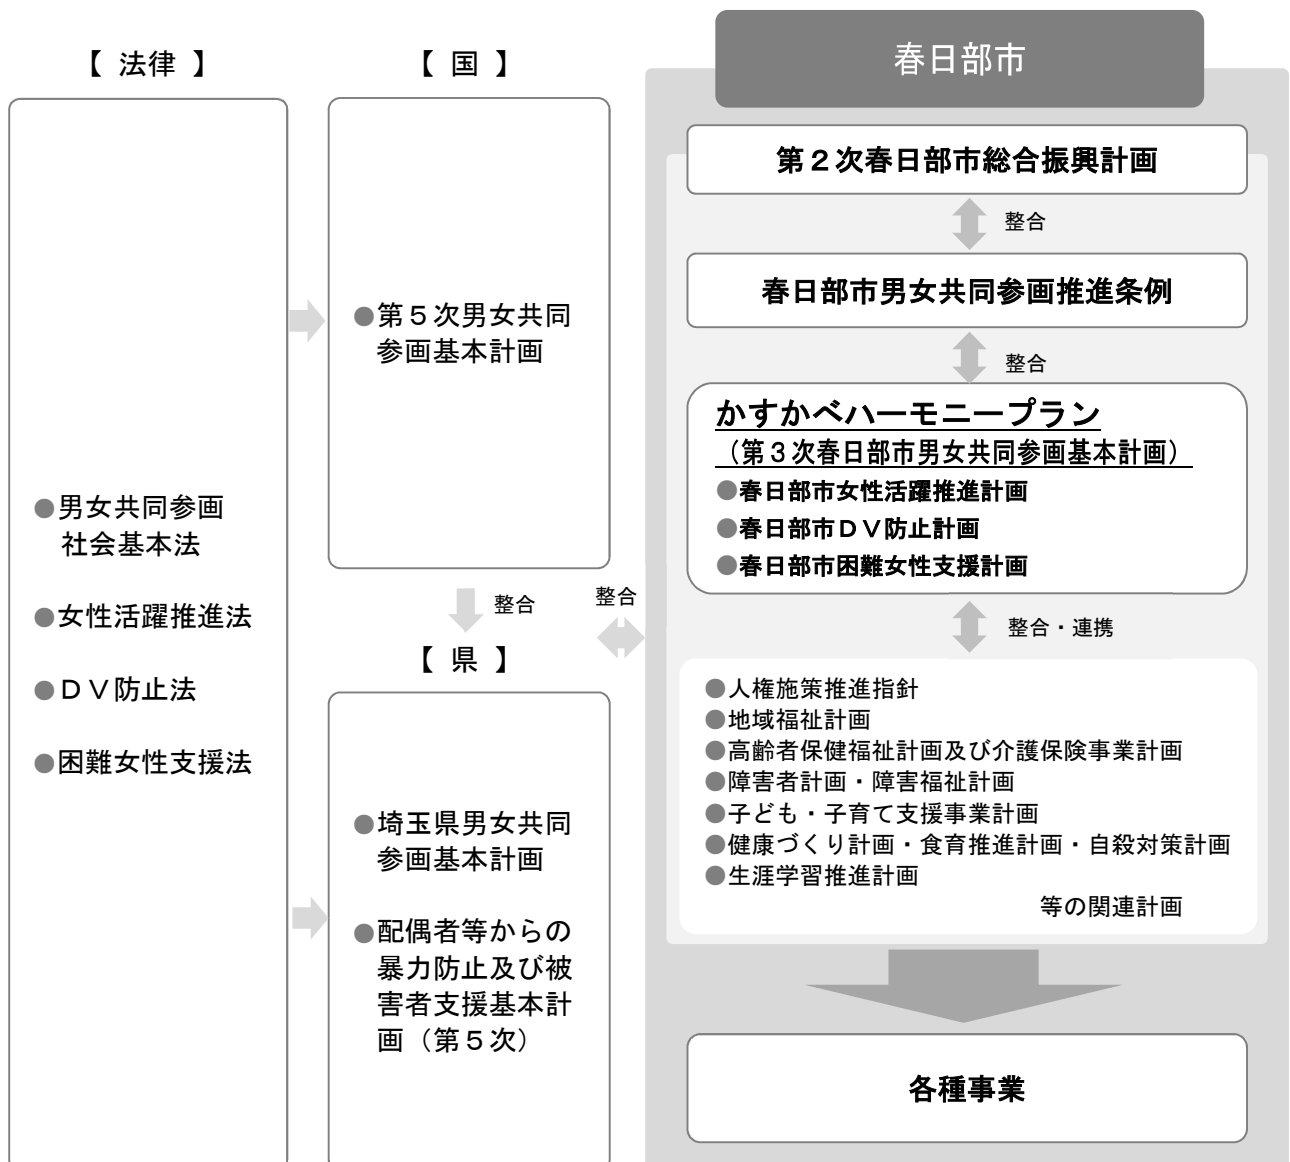 【 法律 】
●男女共同参画
社会基本法
●女性活躍推進法
●ＤＶ防止法
●困難女性支援法
【 国 】
●第５次男女共同
参画基本計画
整合
整合
【 県 】
●埼玉県男女共同
参画基本計画
●配偶者等からの
暴力防止及び被
害者支援基本計
画（第５次）
春日部市
第２次春日部市総合振興計画
整合
春日部市男女共同参画推進条例
整合
かすかべハーモニープラン
（第３次春日部市男女共同参画基本計画）
●春日部市女性活躍推進計画
●春日部市ＤＶ防止計画
●春日部市困難女性支援計画
整合・連携
●人権施策推進指針
●地域福祉計画
●高齢者保健福祉計画及び介護保険事業計画
●障害者計画・障害福祉計画
●子ども・子育て支援事業計画
●健康づくり計画・食育推進計画・自殺対策計画
●生涯学習推進計画
等の関連計画
各種事業